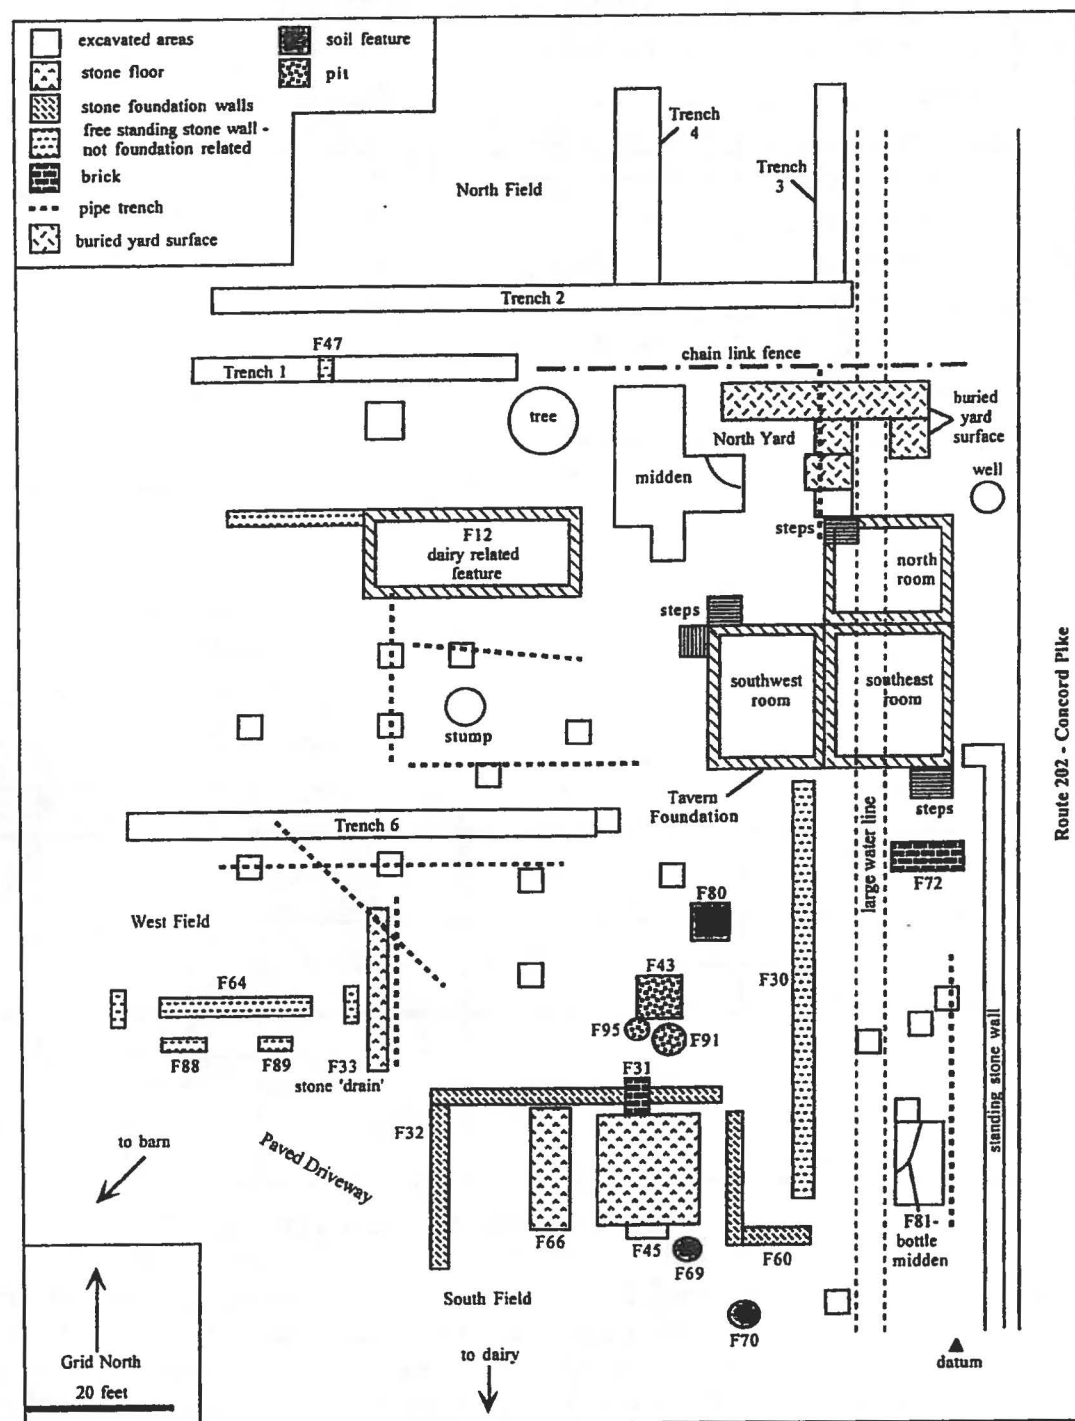 excavated areas
stone floor
stone foundation walls
free standing stone wall -
not foundation related
brick
pipe trench
buried yard surface
soil feature
pit
Trench
4
Trench
3
North Field
Trench 2
F47
Trench 1
chain link fence
tree
North Yard
buried
yard
surface
midden
well
steps
F12
dairy related
feature
north
room
steps
southwest
room
southeast
room
stump
Tavern
Foundation
steps
Trench 6
large water line
F72
F80
West Field
F64
F43
F30
F95
F91
F88
F89
F33
stone 'drain'
F31
F32
standing stone wall
to barn
Paved Driveway
F66
F45
F69
F60
F81-
bottle
midden
South Field
F70
Grid North
20 feet
to dairy
datum
Route 202 - Concord Pike